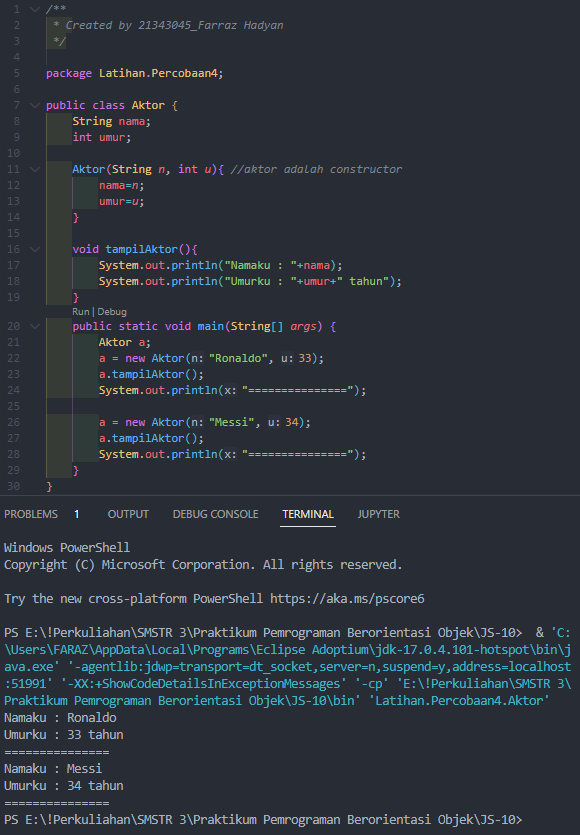 1 /**
2 * Created by 21343045_Farraz Hadyan
3 */
4
5 package Latihan.Percobaan4;
6
7 public class Aktor {
8 String nama;
9 int umur;
10
11 Aktor(String n, int u){ //aktor adalah constructor
12 nama=n;
13 umur=u;
14 }
15
16 void tampilAktor(){
17 System.out.println("Namaku : "+nama);
18 System.out.println("Umurku : "+umur+" tahun");
19 }
Run | Debug
20 public static void main(String[] args) {
21 Aktor a;
22 a = new Aktor(n: "Ronaldo", u: 33);
23 a.tampilAktor();
24 System.out.println(x: "===============");
25
26 a = new Aktor(n: "Messi", u: 34);
27 a.tampilAktor();
28 System.out.println(x: "===============");
29 }
30 }
PROBLEMS 1 OUTPUT DEBUG CONSOLE TERMINAL JUPYTER
Windows PowerShell
Copyright (C) Microsoft Corporation. All rights reserved.
Try the new cross-platform PowerShell https://aka.ms/pscore6
PS E:\!Perkuliahan\SMSTR 3\Praktikum Pemrograman Berorientasi Objek\JS-10> & 'C:
\Users\FARAZ\AppData\Local\Programs\Eclipse Adoptium\jdk-17.0.4.101-hotspot\bin\j
ava.exe' '-agentlib:jdwp=transport=dt_socket,server=n,suspend=y,address=localhost
:51991' '-XX:+ShowCodeDetailsInExceptionMessages' '-cp' 'E:\!Perkuliahan\SMSTR 3\
Praktikum Pemrograman Berorientasi Objek\JS-10\bin' 'Latihan.Percobaan4.Aktor'
Namaku : Ronaldo
Umurku : 33 tahun
===============
Namaku : Messi
Umurku : 34 tahun
===============
PS E:\!Perkuliahan\SMSTR 3\Praktikum Pemrograman Berorientasi Objek\JS-10>